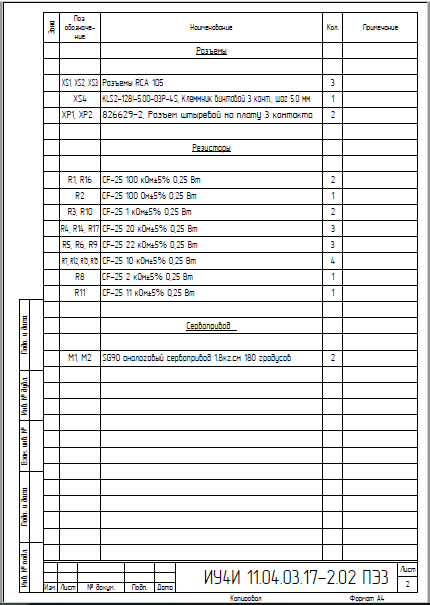 Зона
Поз. обозначе- ние
Наименование
Кол.
Примечание
Разъемы
XS1, XS2, XS3 Разъемы RCA 105 3
XS4 KLS2-128I-5.00-03P-4S, Клеммник винтовой 3 конт., шаг 5.0 мм 1
XP1, XP2 826629-2, Разъем штыревой на плату 3 контакта 2
Резисторы
R1, R16 CF-25 100 кОм±5% 0,25 Вт 2
R2 CF-25 100 Ом±5% 0,25 Вт 1
R3, R10 CF-25 1 кОм±5% 0,25 Вт 2
R4, R14, R17 CF-25 20 кОм±5% 0,25 Вт 3
R5, R6, R9 CF-25 22 кОм±5% 0,25 Вт 3
CF-25 10 кОм±5% 0,25 Вт 4
R8 CF-25 2 кОм±5% 0,25 Вт 1
R11 CF-25 11 кОм±5% 0,25 Вт 1
Сервопривод
M1, M2 SG90 аналоговый сервопривод 1.8кг.см 180 градусов 2
Подп. и дата
Инв. № дубл.
Взам. инв. №
Подп. и дата
Инв. № подл.
Изм. Лист № докум. Подп. Дата
ИУ4И 11.04.03.17-2.02 ПЭ3
Лист
2
Копировал
Формат А4